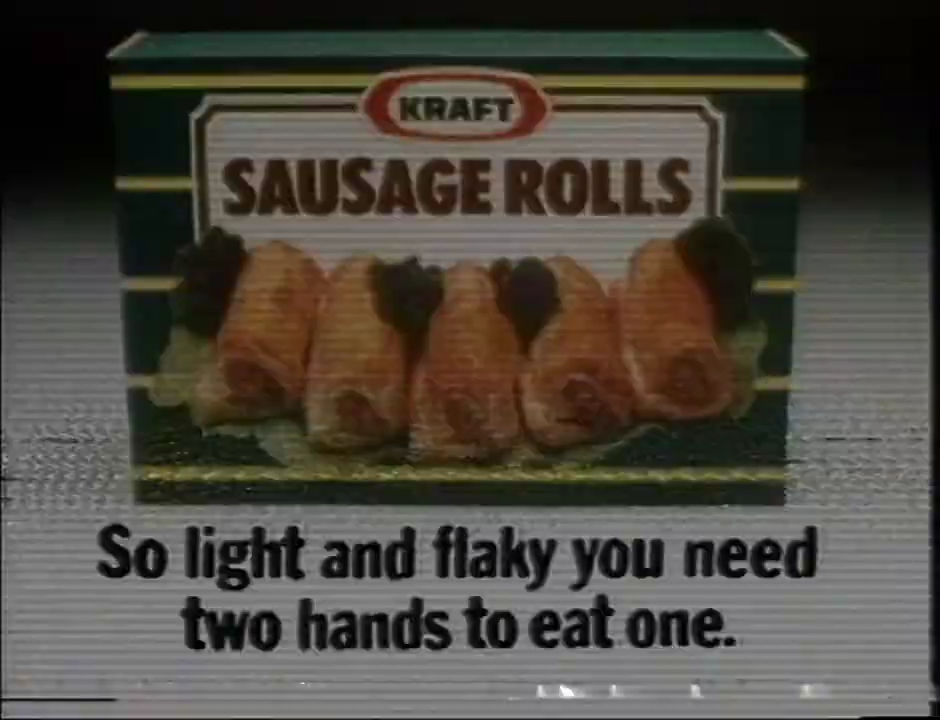 KRAFT
SAUSAGE ROLLS
So light and flaky you need
two hands to eat one.